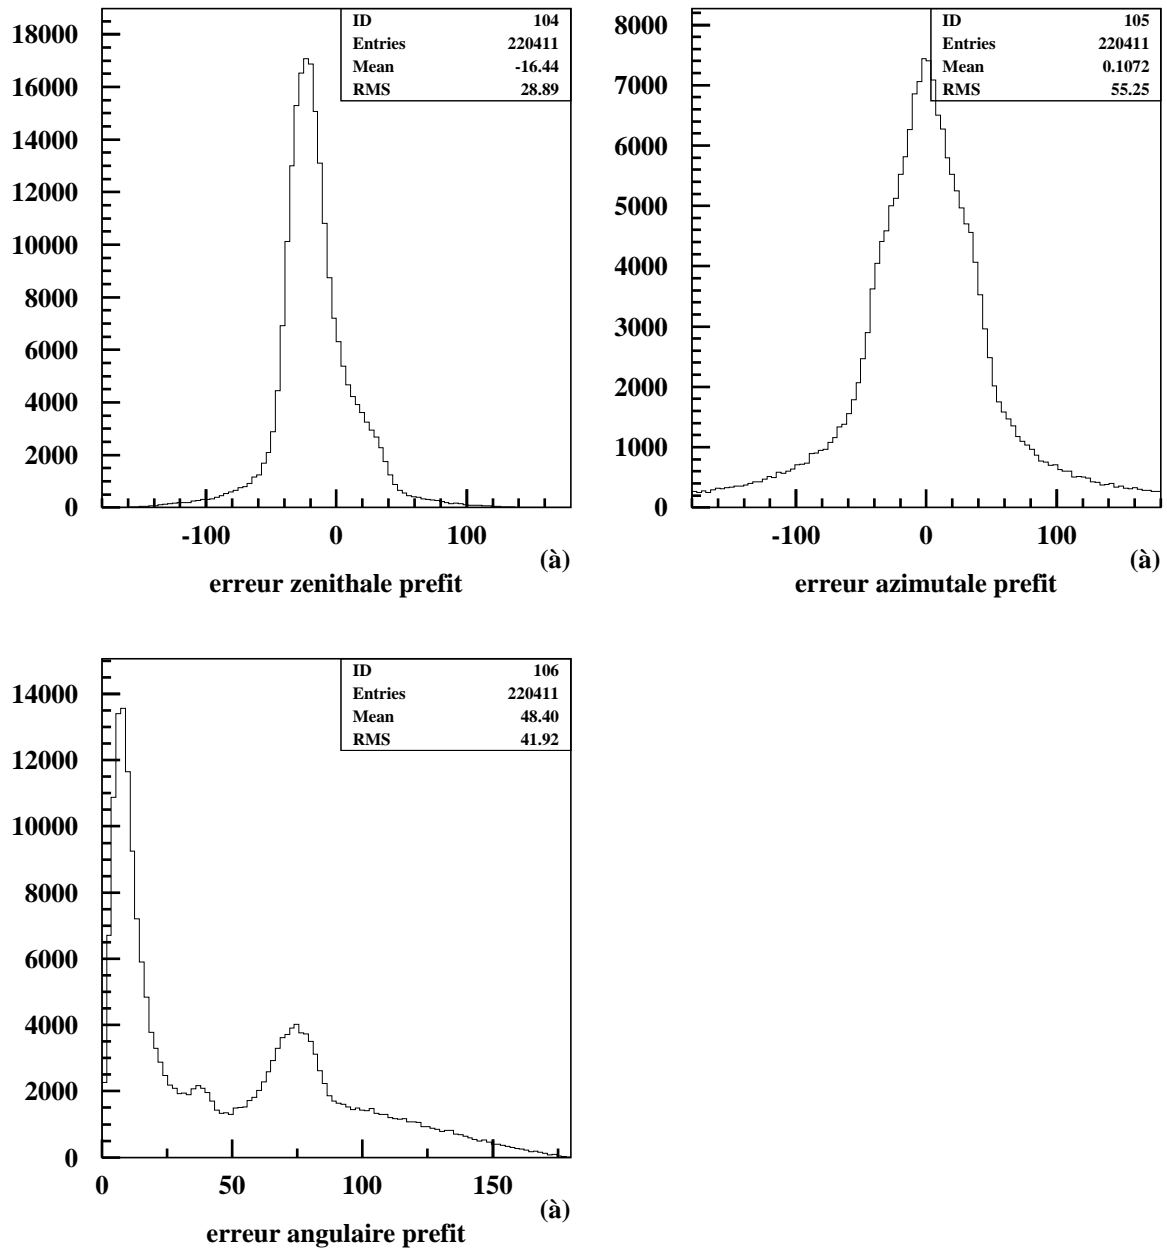 ID 104
Entries 220411
Mean -16.44
RMS 28.89
18000
16000
14000
12000
10000
8000
6000
4000
2000
0
-100 0 100
(à)
erreur zenithale prefit
ID 105
Entries 220411
Mean 0.1072
RMS 55.25
8000
7000
6000
5000
4000
3000
2000
1000
0
-100 0 100
(à)
erreur azimutale prefit
ID 106
Entries 220411
Mean 48.40
RMS 41.92
14000
12000
10000
8000
6000
4000
2000
0
0 50 100 150
(à)
erreur angulaire prefit